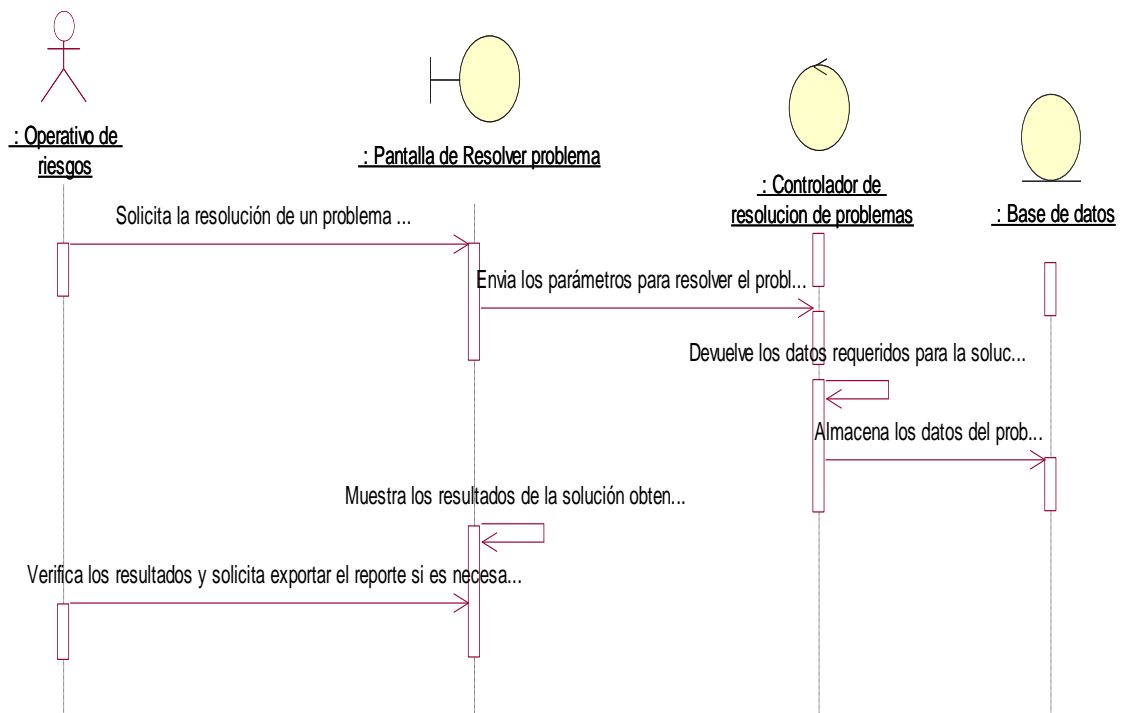 : Operativo de
riesgos
: Pantalla de Resolver problema
: Controlador de
resolucion de problemas
: Base de datos
Solicita la resolución de un problema ...
Envia los parámetros para resolver el probl...
Devuelve los datos requeridos para la soluc...
Almacena los datos del prob...
Muestra los resultados de la solución obten...
Verifica los resultados y solicita exportar el reporte si es necesa...